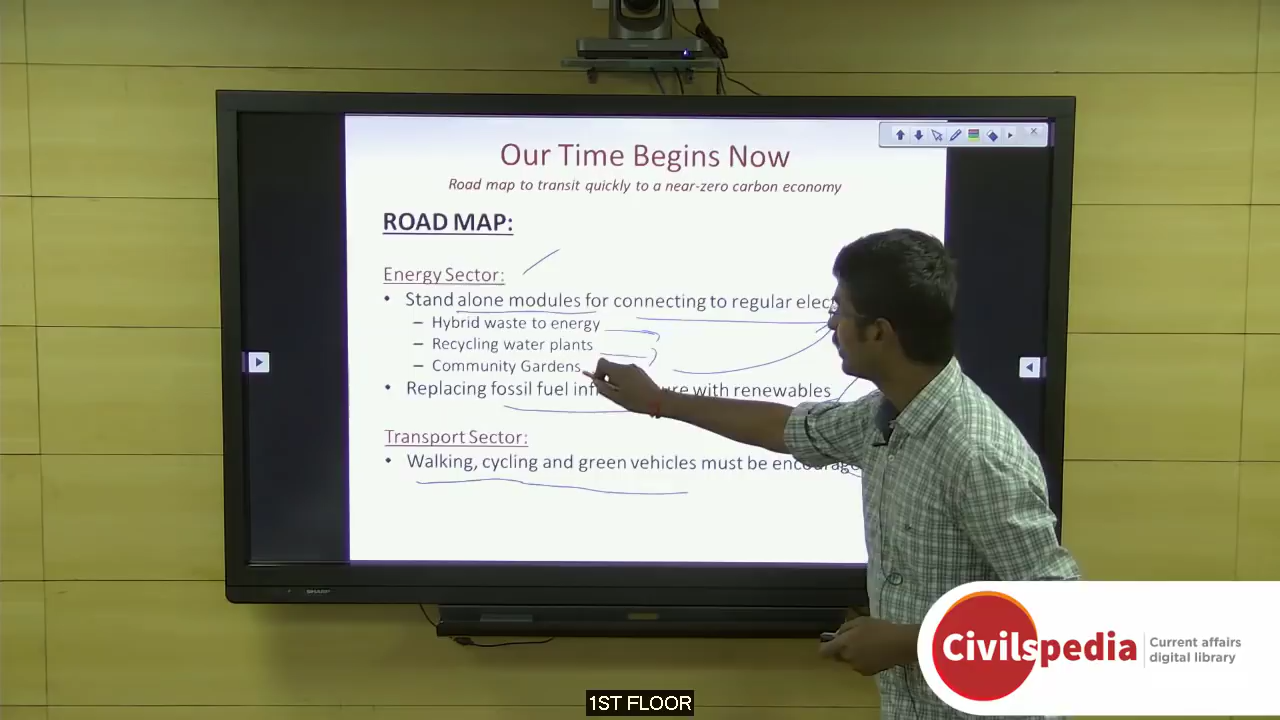 Our Time Begins Now
Road map to transit quickly to a near-zero carbon economy
ROAD MAP:
Energy Sector:
• Stand alone modules for connecting to regular elec
– Hybrid waste to energy
– Recycling water plants
– Community Gardens
• Replacing fossil fuel inf re with renewables
Transport Sector:
• Walking, cycling and green vehicles must be encourage
SHARP
Civilspedia
Current affairs
digital library
1ST FLOOR